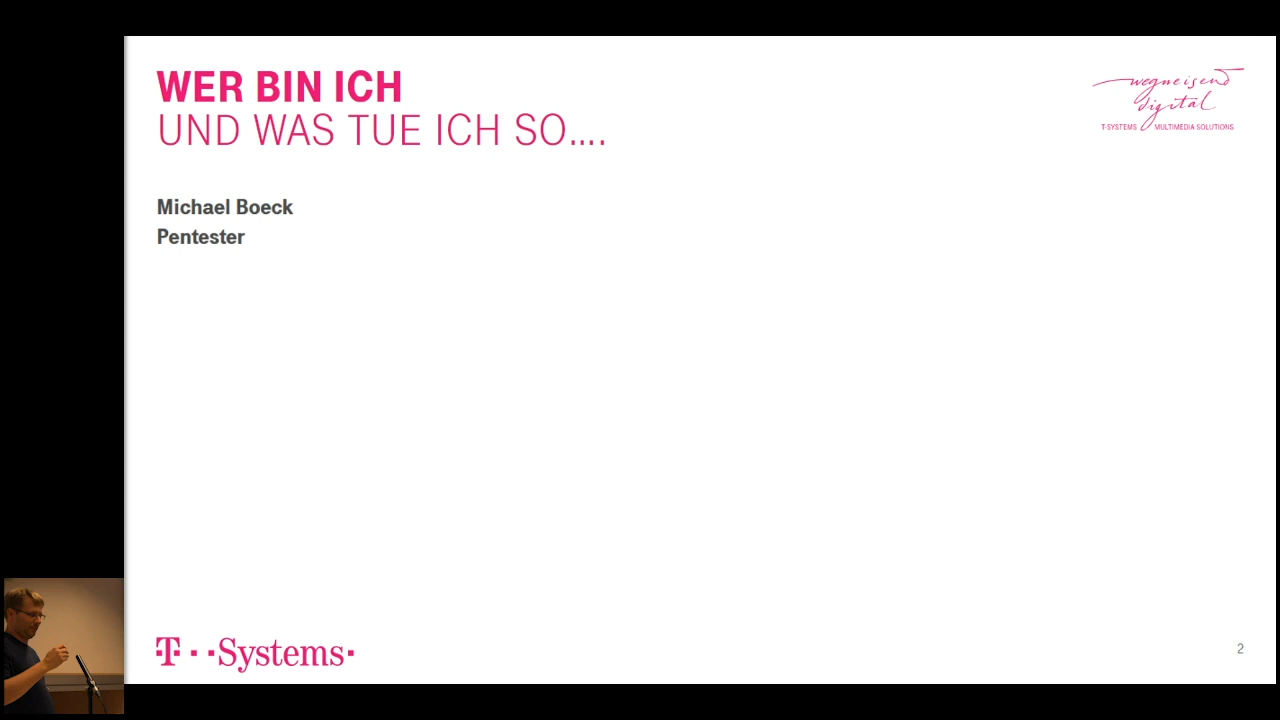 WER BIN ICH
UND WAS TUE ICH SO....
wegweisend
digital
T-SYSTEMS MULTIMEDIA SOLUTIONS
Michael Boeck
Pentester
T··Systems·
2